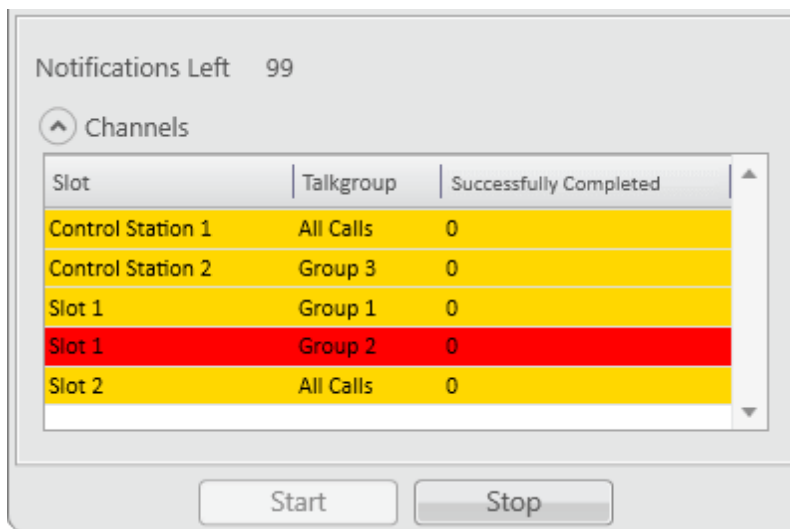 Notifications Left 99
Channels
Slot Talkgroup Successfully Completed
Control Station 1 All Calls 0
Control Station 2 Group 3 0
Slot 1 Group 1 0
Slot 1 Group 2 0
Slot 2 All Calls 0
Start Stop